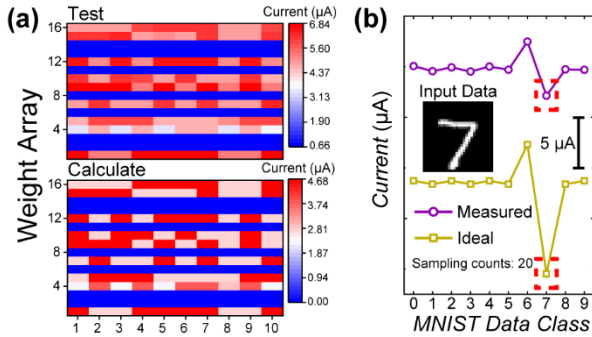 (a)
Test
Current (μA)
Weight Array
16
12
8
4
6.84
5.60
4.37
3.13
1.90
0.66
Calculate
Current (μA)
16
12
8
4
4.68
3.74
2.81
1.87
0.94
0.00
1 2 3 4 5 6 7 8 9 10
(b)
Current (μA)
Input Data
5 μA
Measured
Ideal
Sampling counts: 20
0 1 2 3 4 5 6 7 8 9
MNIST Data Class